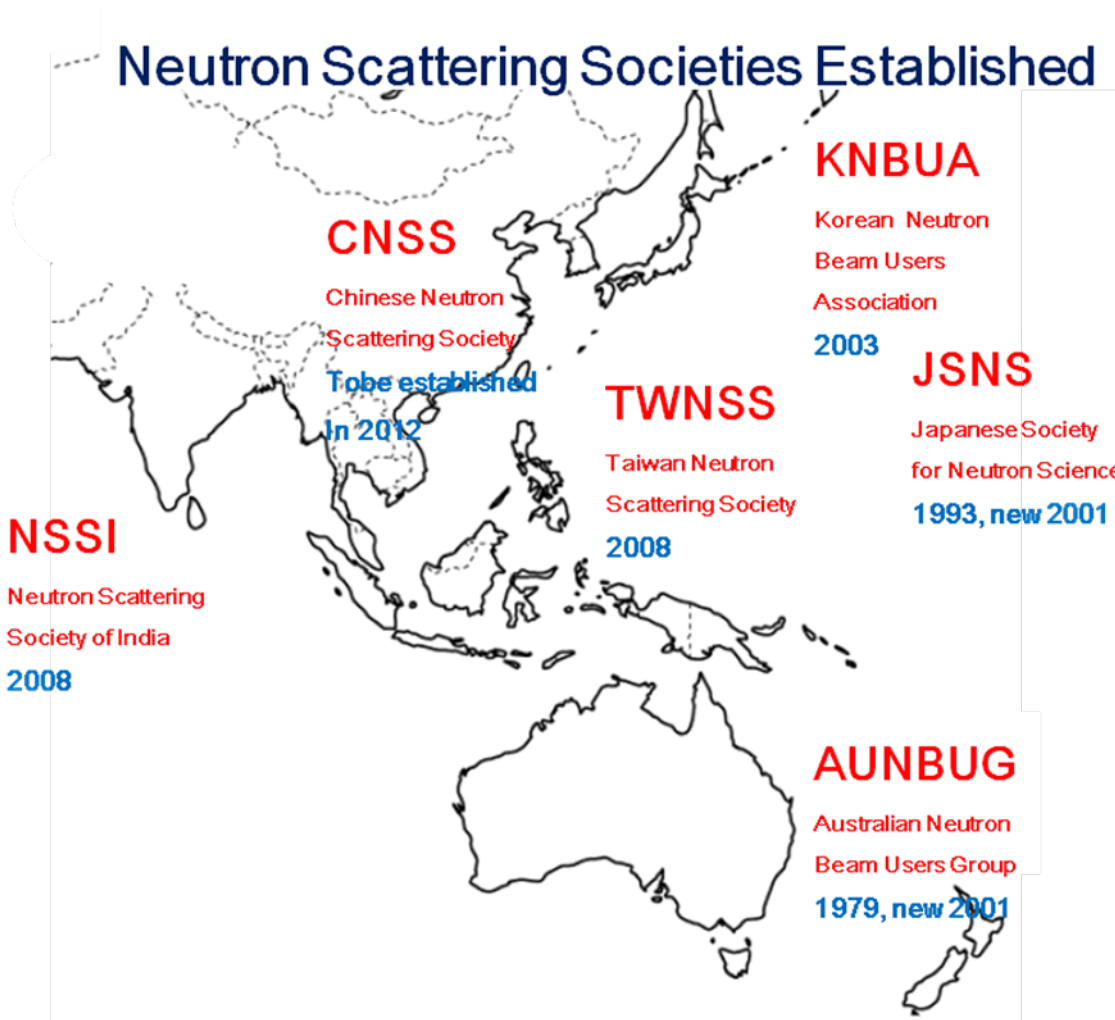 Neutron Scattering Societies Established
KNBUA
Korean Neutron
Beam Users
Association
2003
CNSS
Chinese Neutron
Scattering Society
Tobe established
In 2012
JSNS
Japanese Society
for Neutron Science
1993, new 2001
TWNSS
Taiwan Neutron
Scattering Society
2008
NSSI
Neutron Scattering
Society of India
2008
AUNBUG
Australian Neutron
Beam Users Group
1979, new 2001